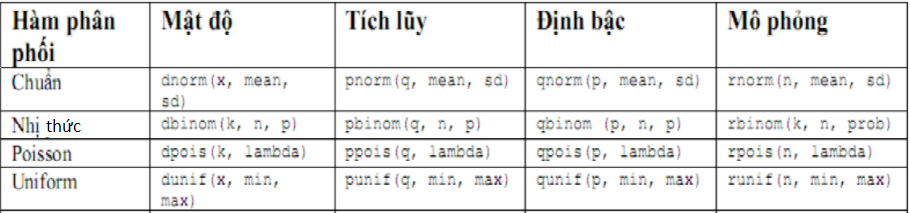 Hàm phân phối	Mật độ	Tích lũy	Định bậc	Mô phỏng
Chuẩn	dnorm(x, mean, sd)	pnorm(q, mean, sd)	qnorm(p, mean, sd)	rnorm(n, mean, sd)
Nhị thức	dbinom(k, n, p)	pbinom(q, n, p)	qbinom (p, n, p)	rbinom(k, n, prob)
Poisson	dpois(k, lambda)	ppois(q, lambda)	qpois(p, lambda)	rpois(n, lambda)
Uniform	dunif(x, min, max)	punif(q, min, max)	qunif(p, min, max)	runif(n, min, max)